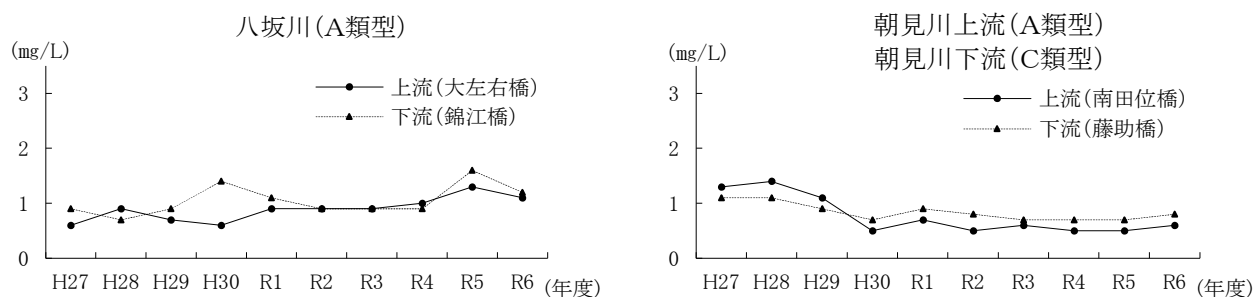 八坂川(A類型)
(mg/L)
上流(大左右橋)
下流(錦江橋)
3
2
1
0
H27 H28 H29 H30 R1 R2 R3 R4 R5 R6 (年度)
朝見川上流(A類型)
朝見川下流(C類型)
(mg/L)
上流(南田位橋)
下流(藤助橋)
3
2
1
0
H27 H28 H29 H30 R1 R2 R3 R4 R5 R6 (年度)